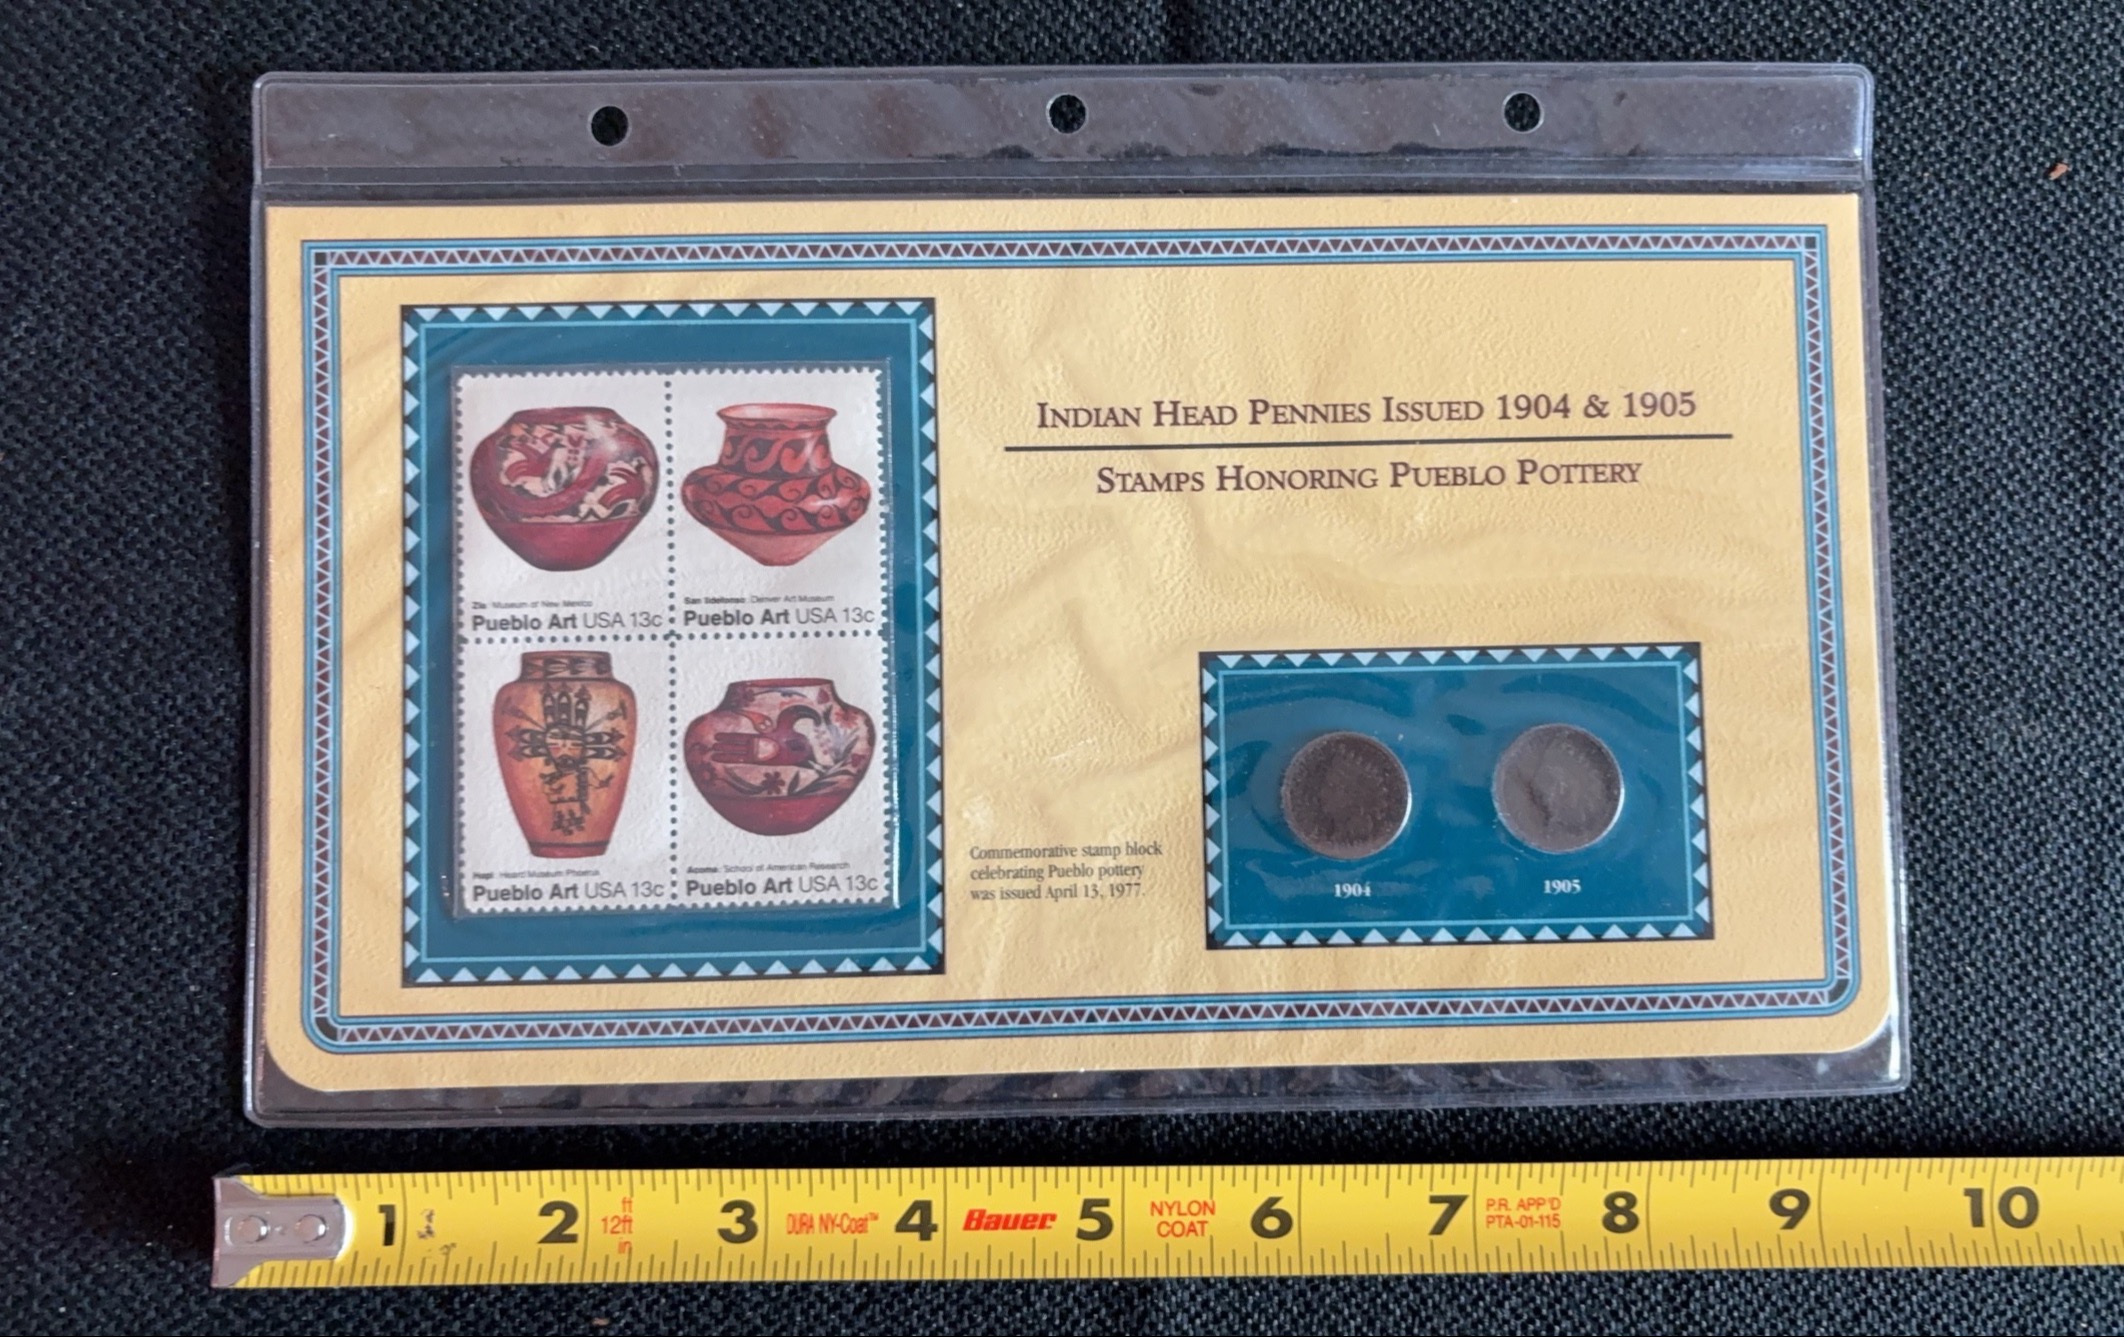 INDIAN HEAD PENNIES ISSUED 1904 & 1905
STAMPS HONORING PUEBLO POTTERY
Zia: Museum of New Mexico
Pueblo Art USA 13c
San Ildefonso: Denver Art Museum
Pueblo Art USA 13c
Hopi: Heard Museum Phoenix
Pueblo Art USA 13c
Acoma: School of American Research
Pueblo Art USA 13c
Commemorative stamp block
celebrating Pueblo pottery
was issued April 13, 1977.
1904
1905
1 2 ft 12ft in 3 DURA NY-Coat™ 4 Bauer 5 NYLON COAT 6 7 P.R. APP'D PTA-01-115 8 9 10